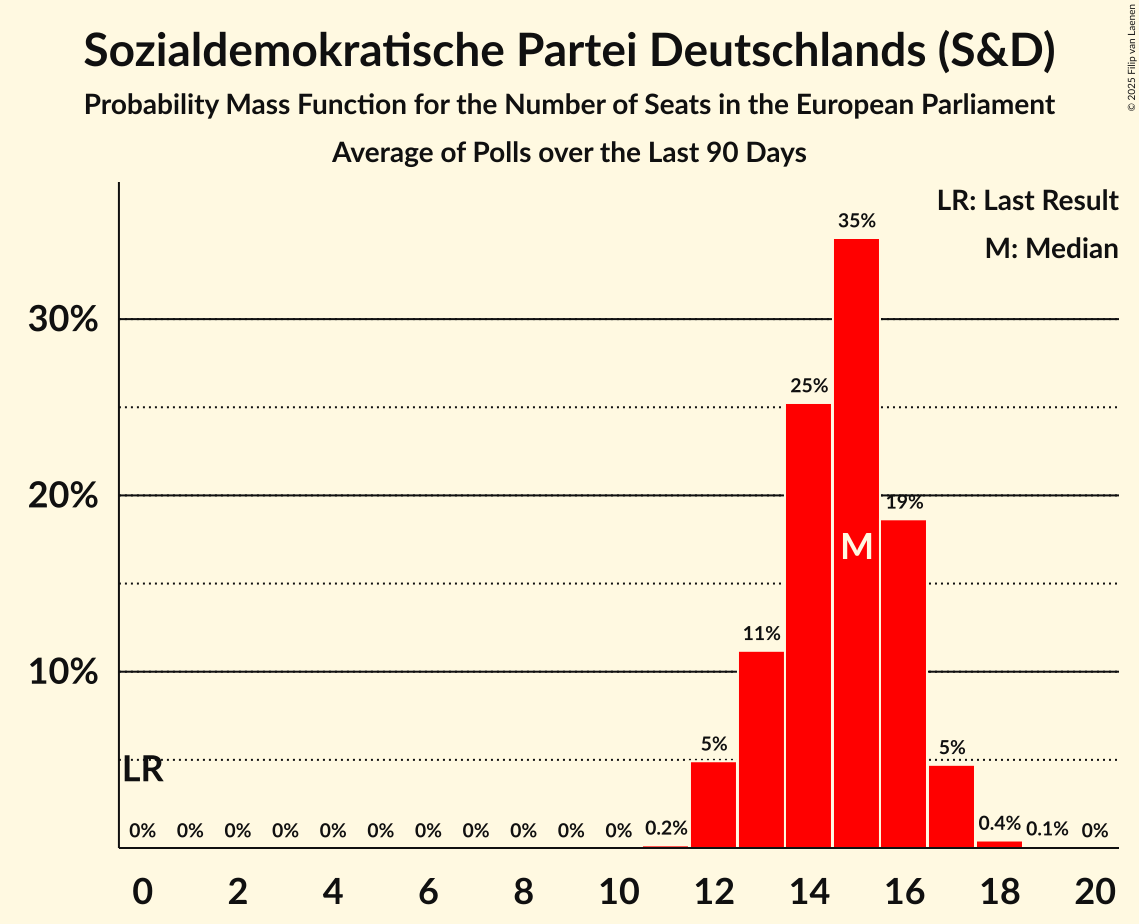 Sozialdemokratische Partei Deutschlands (S&D)
Probability Mass Function for the Number of Seats in the European Parliament
Average of Polls over the Last 90 Days
© 2025 Filip van Laenen
LR: Last Result
M: Median
35%
30%
25%
20%
19%
M
11%
10%
5%
5%
LR
0% 0% 0% 0% 0% 0% 0% 0% 0% 0% 0% 0.2% 0.4% 0.1% 0%
0 2 4 6 8 10 12 14 16 18 20